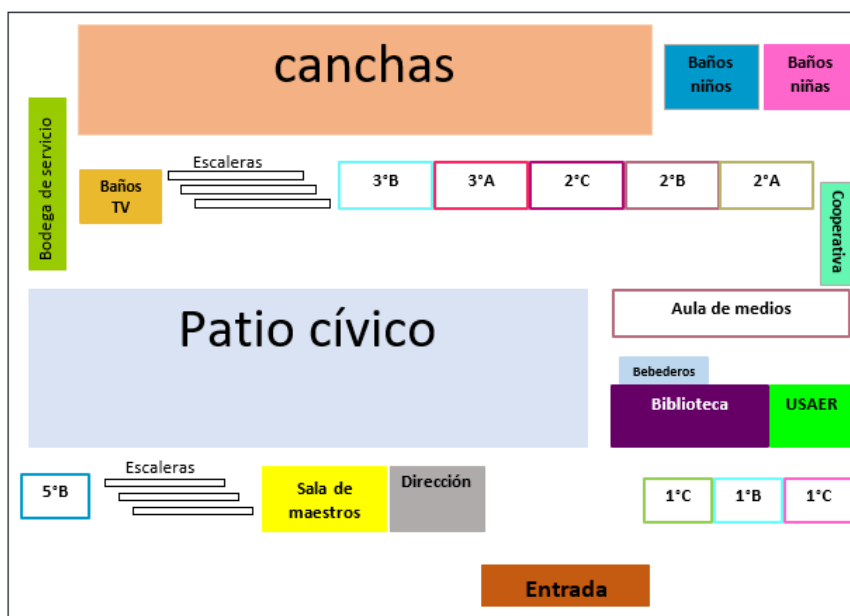 canchas
Baños
niños
Baños
niñas
Bodega de servicio
Escaleras
Baños
TV
3°B
3°A
2°C
2°B
2°A
Cooperativa
Patio cívico
Aula de medios
Bebederos
Biblioteca
USAER
5°B
Escaleras
Sala de
maestros
Dirección
1°C
1°B
1°C
Entrada